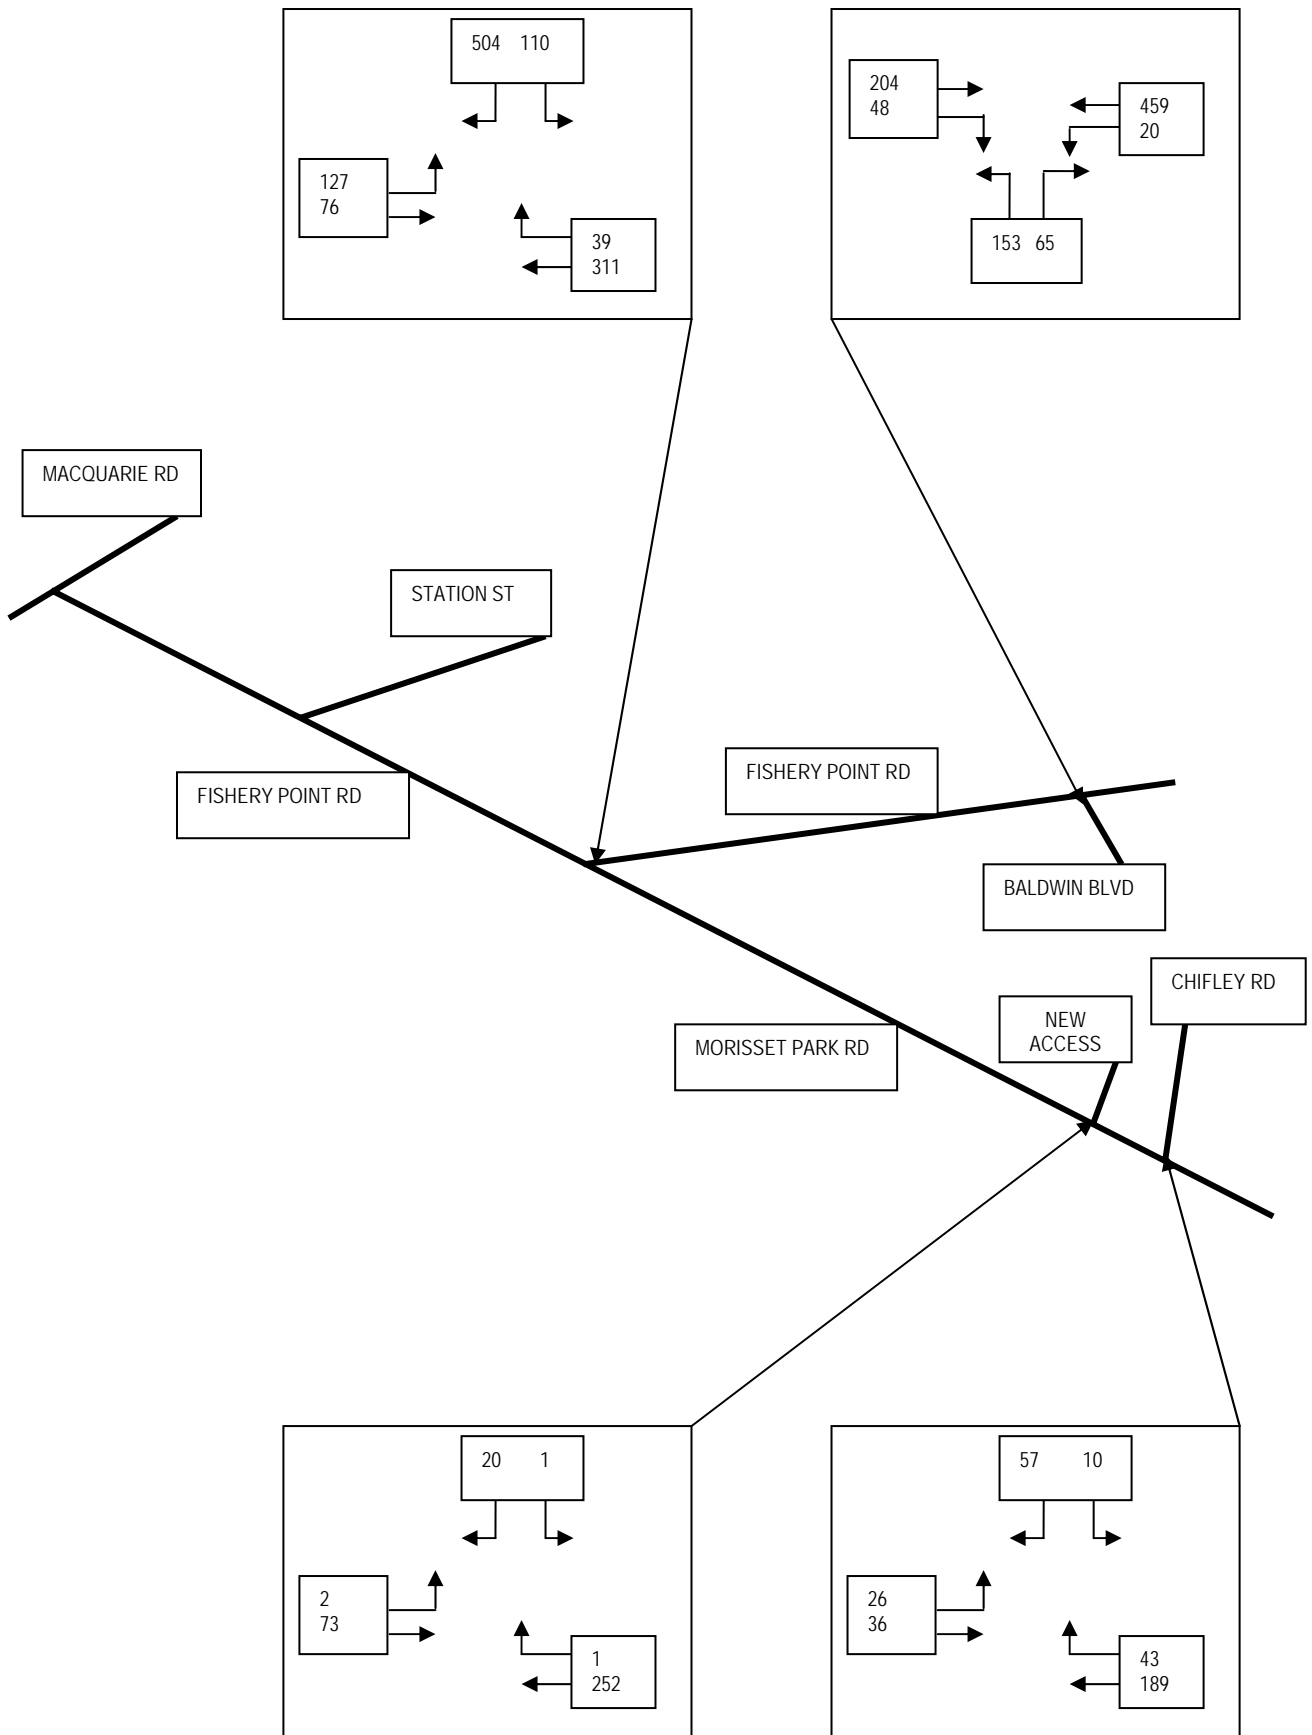 504 110
127
76
39
311
204
48
459
20
153 65
MACQUARIE RD
STATION ST
FISHERY POINT RD
FISHERY POINT RD
BALDWIN BLVD
CHIFLEY RD
NEW
ACCESS
MORISSET PARK RD
20 1
2
73
1
252
57 10
26
36
43
189